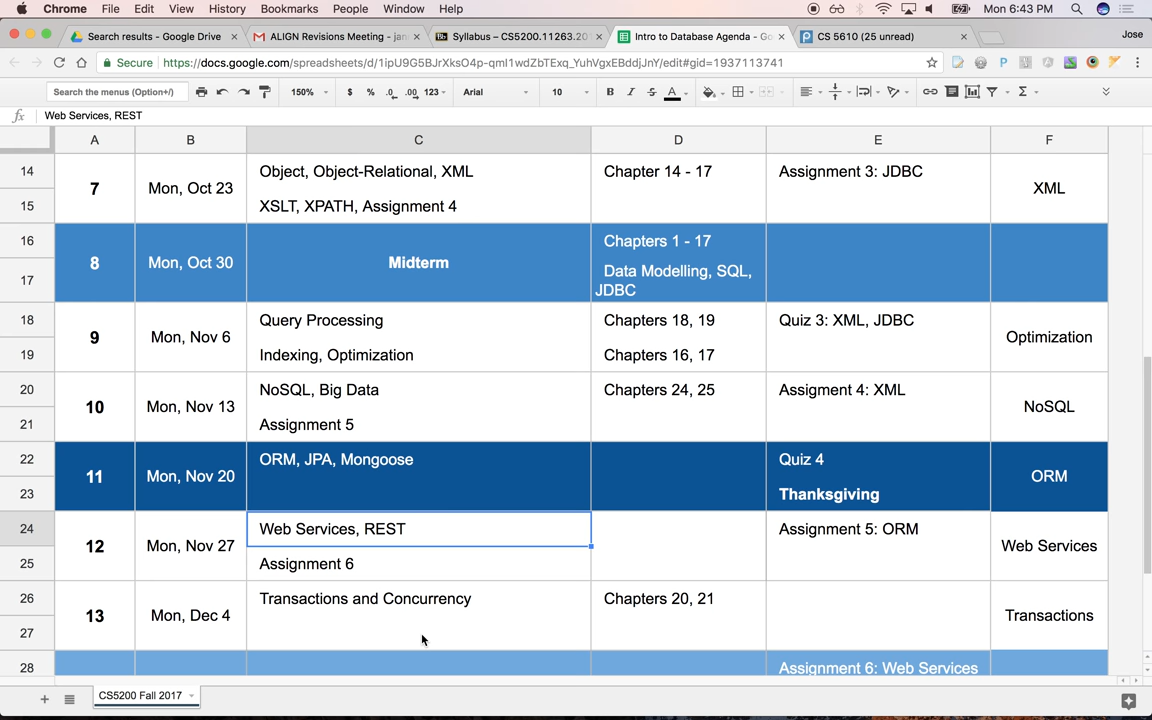 Chrome File Edit View History Bookmarks People Window Help Mon 6:43 PM
Search results - Google Drive ALIGN Revisions Meeting - jan Syllabus – CS5200.11263.20 Intro to Database Agenda - Go CS 5610 (25 unread) Jose
Secure https://docs.google.com/spreadsheets/d/1ipU9G5BJrXksO4p-qmI1wdZbTExq_YuhVgxEBddjJnY/edit#gid=1937113741
Search the menus (Option+/) 150% $ % .0 .00 123 Arial 10 B I S A Σ
fx Web Services, REST
A B C D E F
14 Object, Object-Relational, XML Chapter 14 - 17 Assignment 3: JDBC
7 Mon, Oct 23 XML
15 XSLT, XPATH, Assignment 4
16 Chapters 1 - 17
8 Mon, Oct 30 Midterm
17 Data Modelling, SQL,
JDBC
18 Query Processing Chapters 18, 19 Quiz 3: XML, JDBC
9 Mon, Nov 6 Optimization
19 Indexing, Optimization Chapters 16, 17
20 NoSQL, Big Data Chapters 24, 25 Assigment 4: XML
10 Mon, Nov 13 NoSQL
21 Assignment 5
22 ORM, JPA, Mongoose Quiz 4
11 Mon, Nov 20 ORM
23 Thanksgiving
24 Web Services, REST Assignment 5: ORM
12 Mon, Nov 27 Web Services
25 Assignment 6
26 Transactions and Concurrency Chapters 20, 21
13 Mon, Dec 4 Transactions
27
28 Assignment 6: Web Services
CS5200 Fall 2017